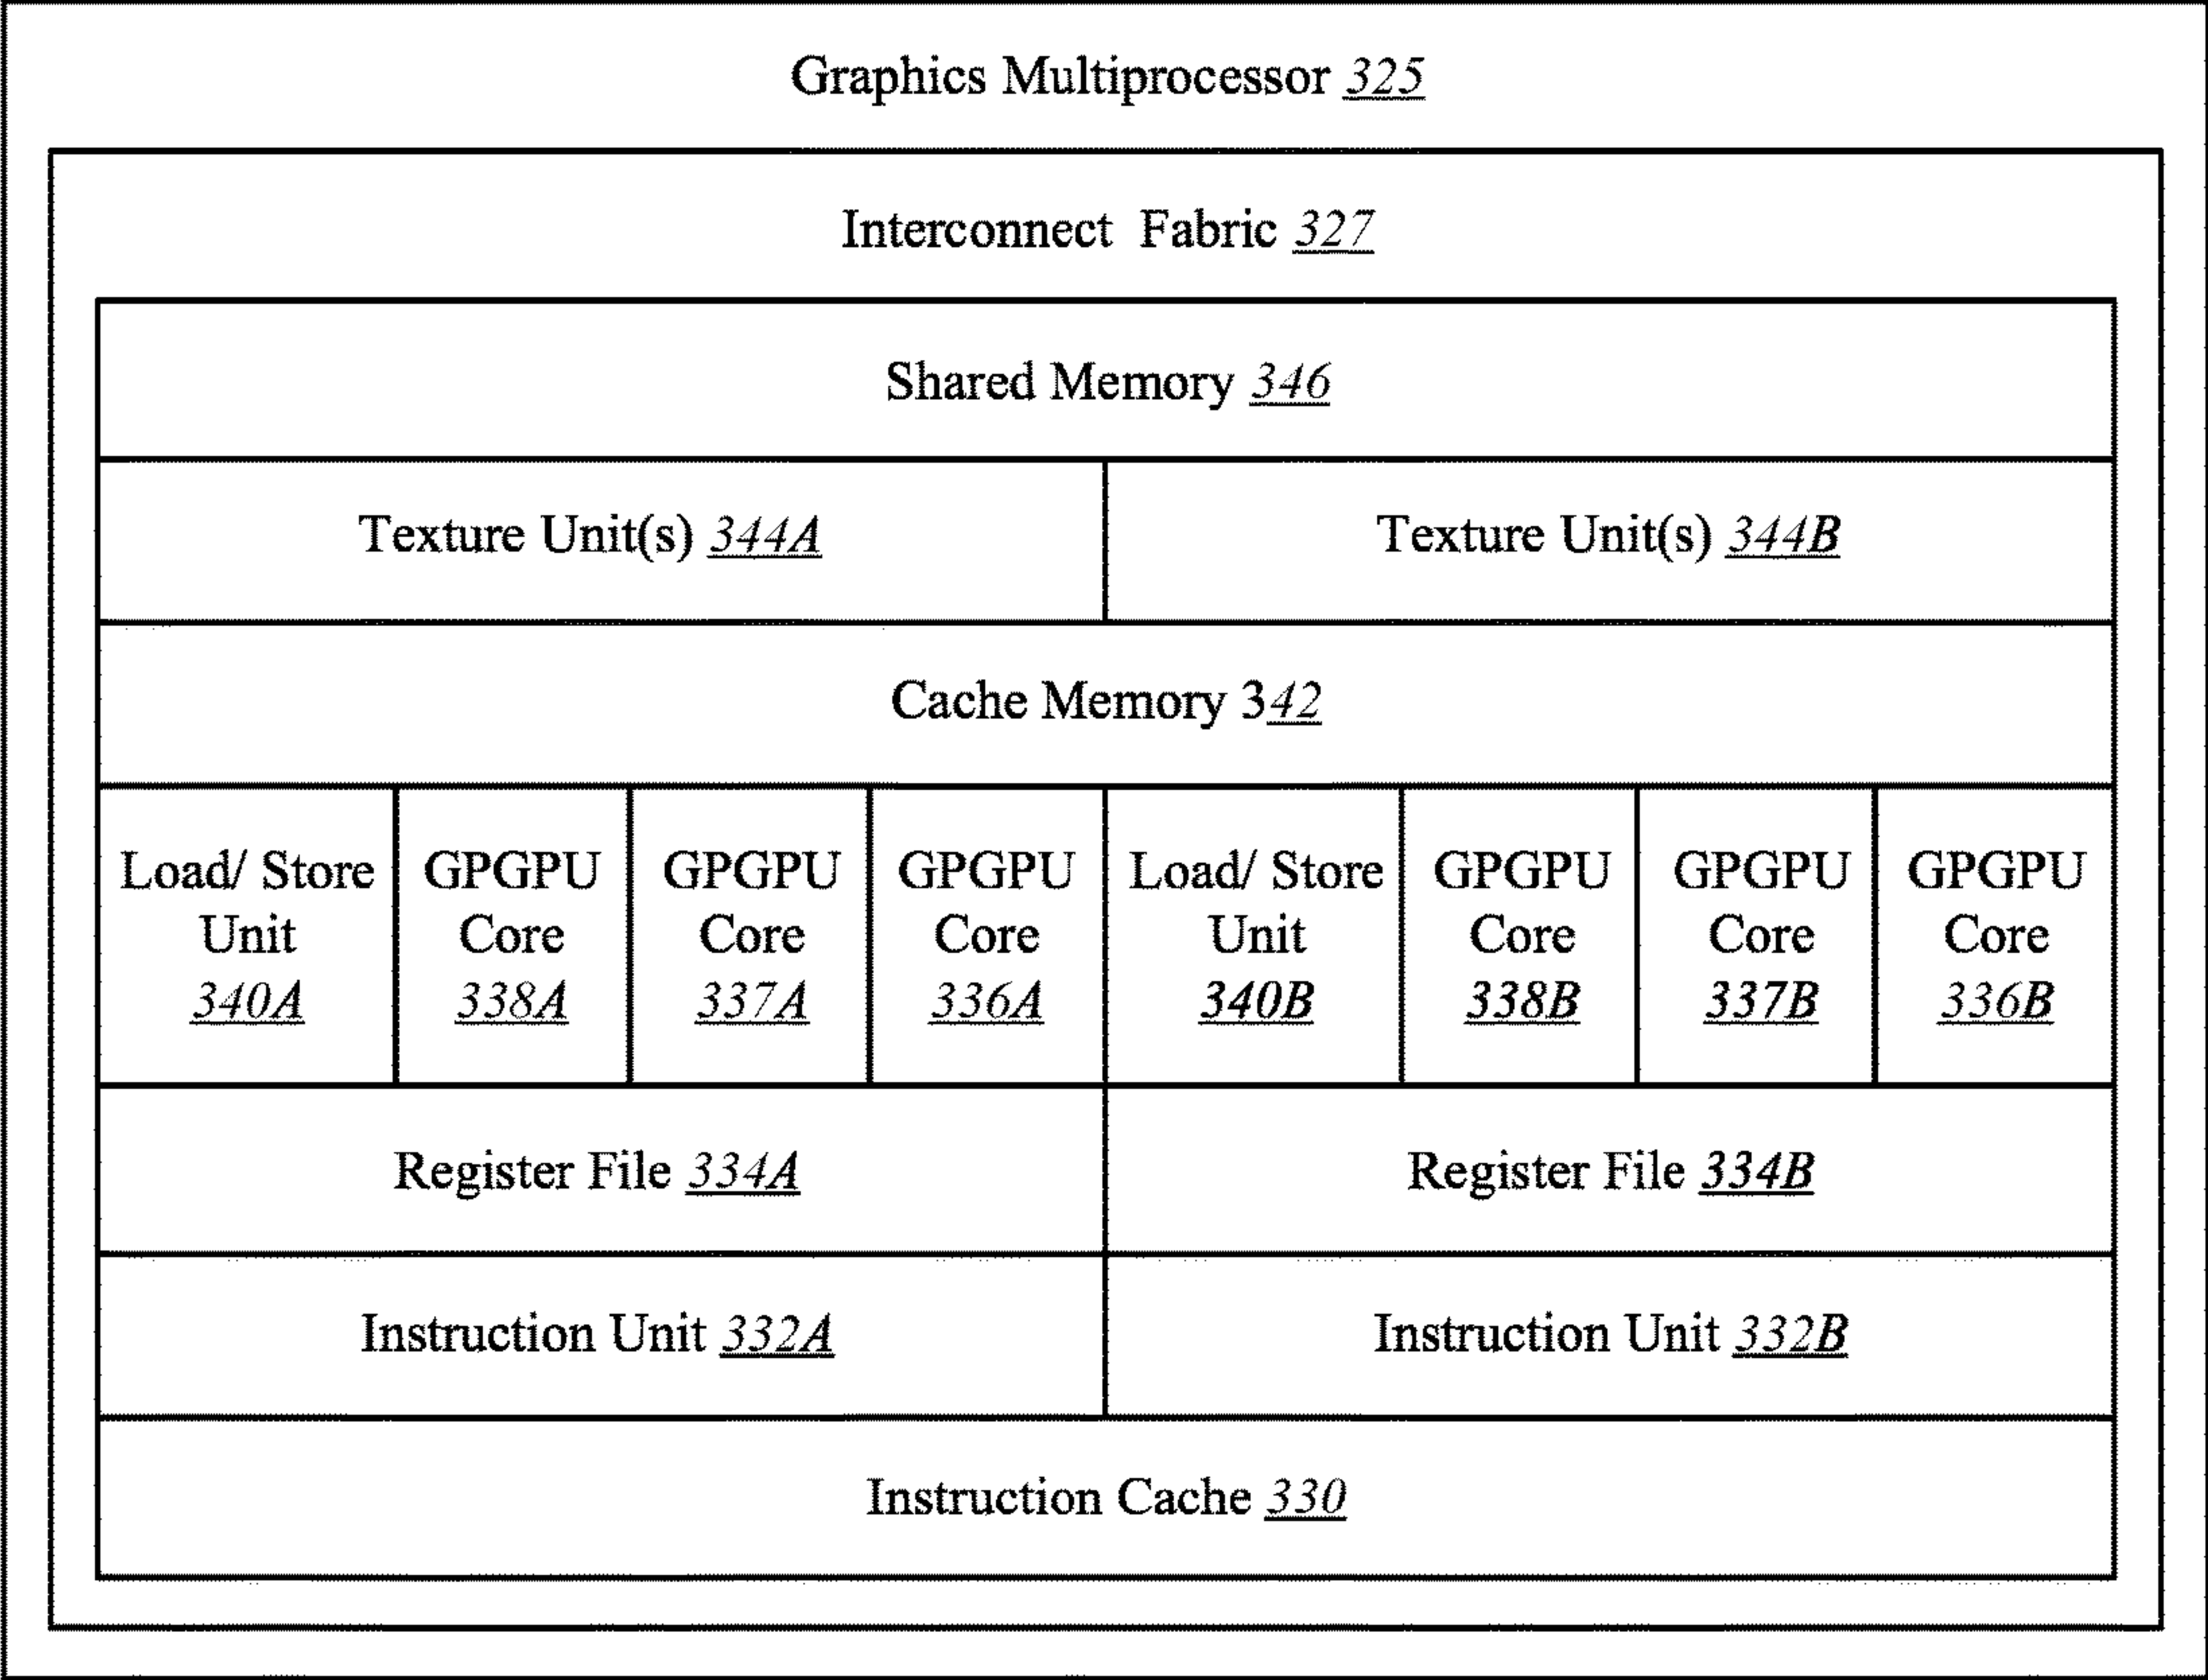 Graphics Multiprocessor 325
Interconnect Fabric 327
Shared Memory 346
Texture Unit(s) 344A
Texture Unit(s) 344B
Cache Memory 342
Load/ Store
Unit
340A
GPGPU
Core
338A
GPGPU
Core
337A
GPGPU
Core
336A
Load/ Store
Unit
340B
GPGPU
Core
338B
GPGPU
Core
337B
GPGPU
Core
336B
Register File 334A
Register File 334B
Instruction Unit 332A
Instruction Unit 332B
Instruction Cache 330